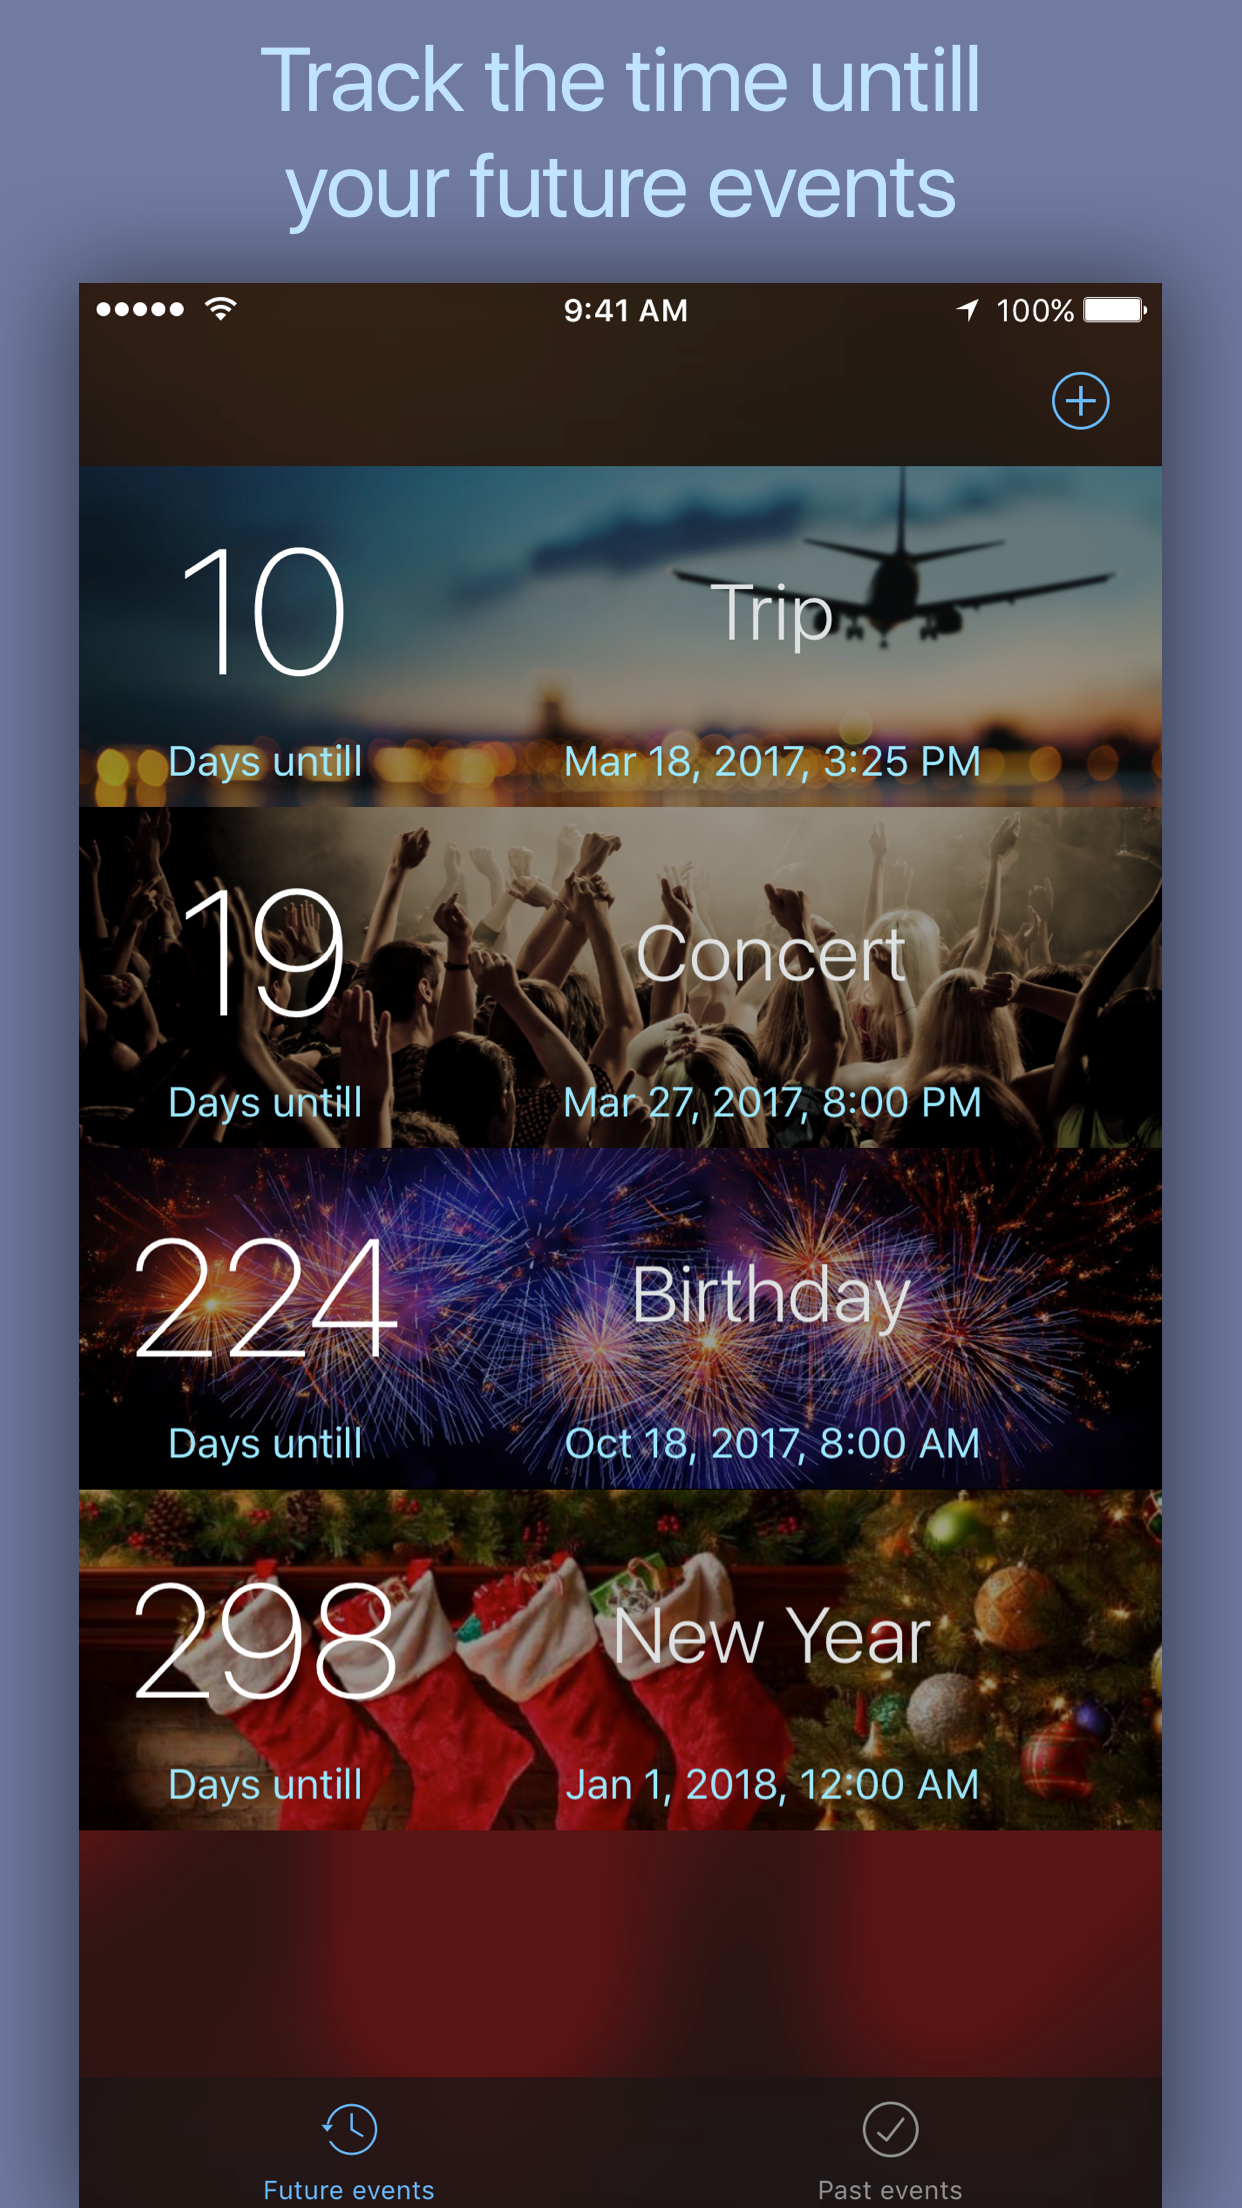 Track the time untill
your future events
9:41 AM
100%
10
Trip
Days untill
Mar 18, 2017, 3:25 PM
19
Concert
Days untill
Mar 27, 2017, 8:00 PM
224
Birthday
Days untill
Oct 18, 2017, 8:00 AM
298
New Year
Days untill
Jan 1, 2018, 12:00 AM
Future events
Past events